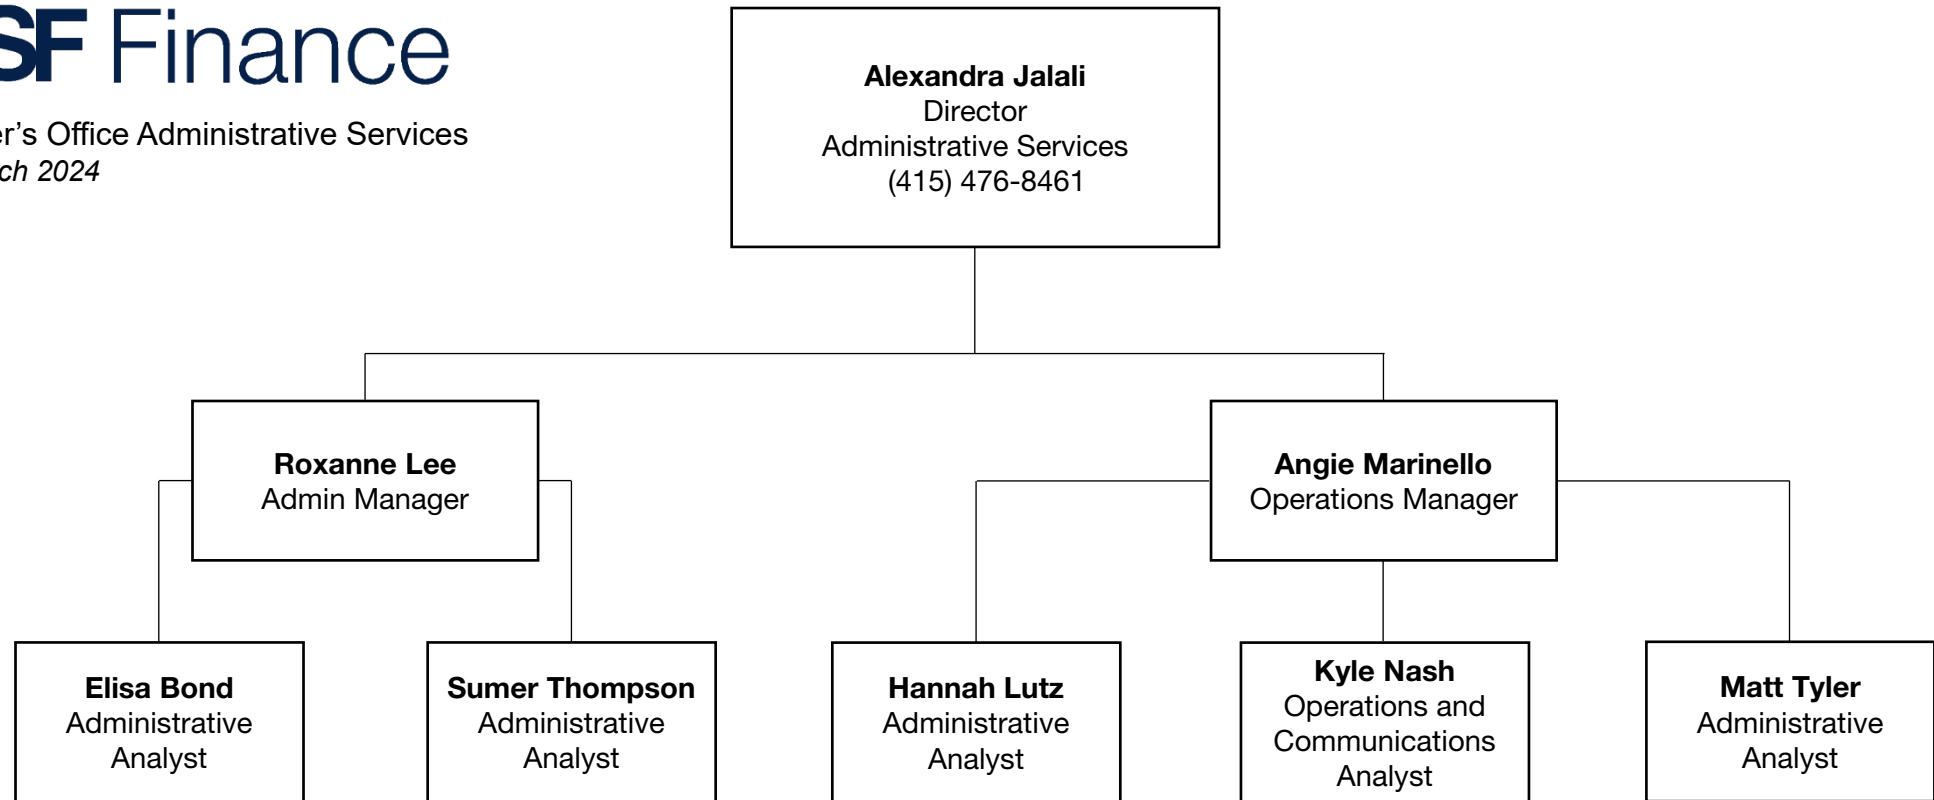 SF Finance
er’s Office Administrative Services
ch 2024
Alexandra Jalali
Director
Administrative Services
(415) 476-8461
Roxanne Lee
Admin Manager
Angie Marinello
Operations Manager
Elisa Bond
Administrative
Analyst
Sumer Thompson
Administrative
Analyst
Hannah Lutz
Administrative
Analyst
Kyle Nash
Operations and
Communications
Analyst
Matt Tyler
Administrative
Analyst